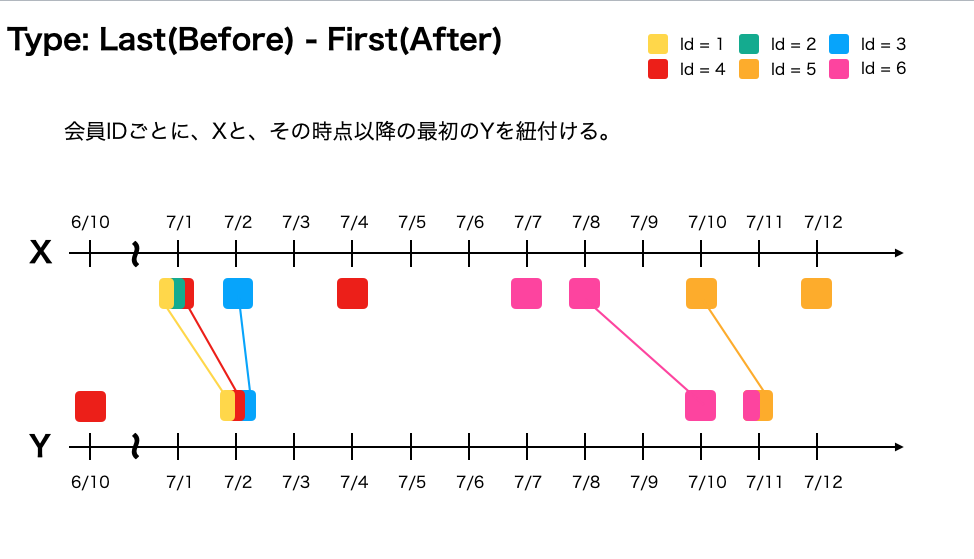 Type: Last(Before) - First(After)
Id = 1 Id = 2 Id = 3
Id = 4 Id = 5 Id = 6
会員IDごとに、Xと、その時点以降の最初のYを紐付ける。
6/10 7/1 7/2 7/3 7/4 7/5 7/6 7/7 7/8 7/9 7/10 7/11 7/12
X
Y
6/10 7/1 7/2 7/3 7/4 7/5 7/6 7/7 7/8 7/9 7/10 7/11 7/12